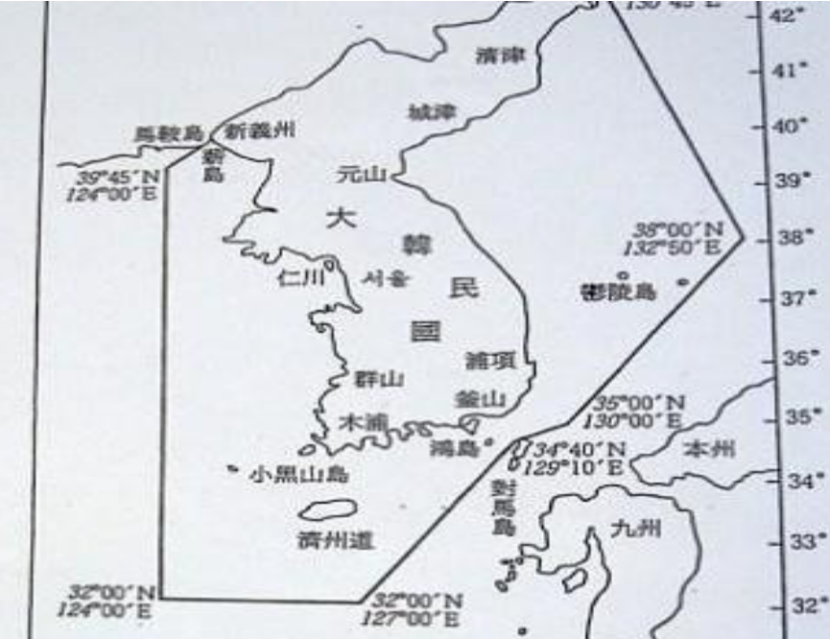 130°45′E
42°
淸津
41°
城津
40°
馬鞍島
新義州
新島
39°45′N
124°00′E
元山
39°
大韓民國
38°00′N
132°50′E
38°
仁川
서울
鬱陵島
37°
浦項
36°
群山
釜山
35°00′N
130°00′E
35°
木浦
鴻島
34°40′N
129°10′E
本州
小黑山島
34°
對馬島
濟州道
九州
33°
32°00′N
124°00′E
32°00′N
127°00′E
32°